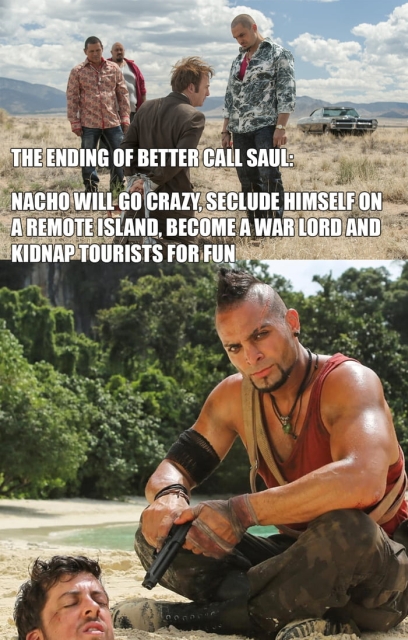 THE ENDING OF BETTER CALL SAUL:
NACHO WILL GO CRAZY, SECLUDE HIMSELF ON
A REMOTE ISLAND, BECOME A WAR LORD AND
KIDNAP TOURISTS FOR FUN